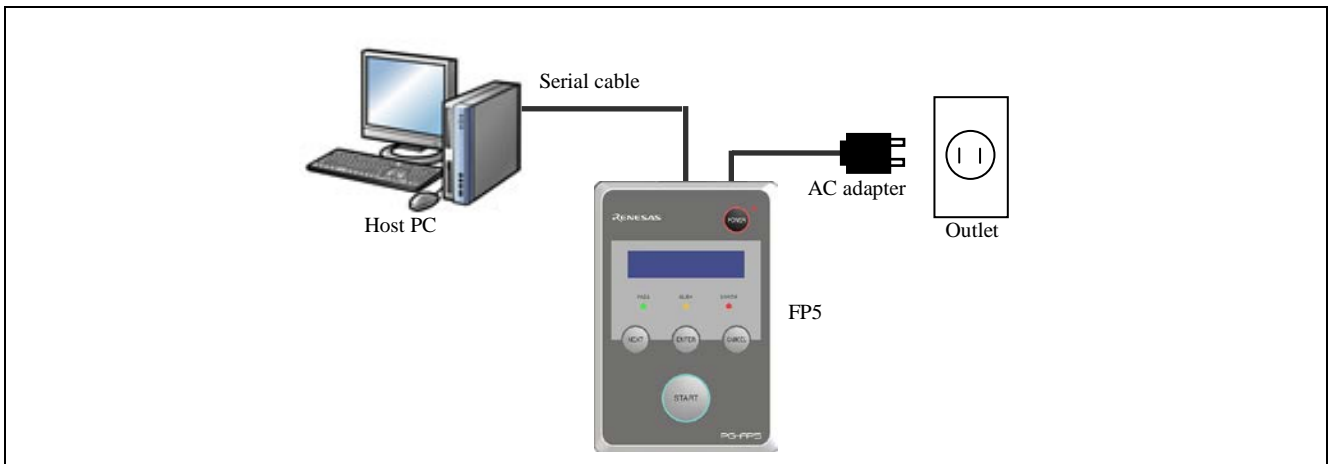 Serial cable
AC adapter
Host PC
Outlet
RENESAS
POWER
PASS BUSY ERROR
FP5
NEXT ENTER CANCEL
START
PG-FP5